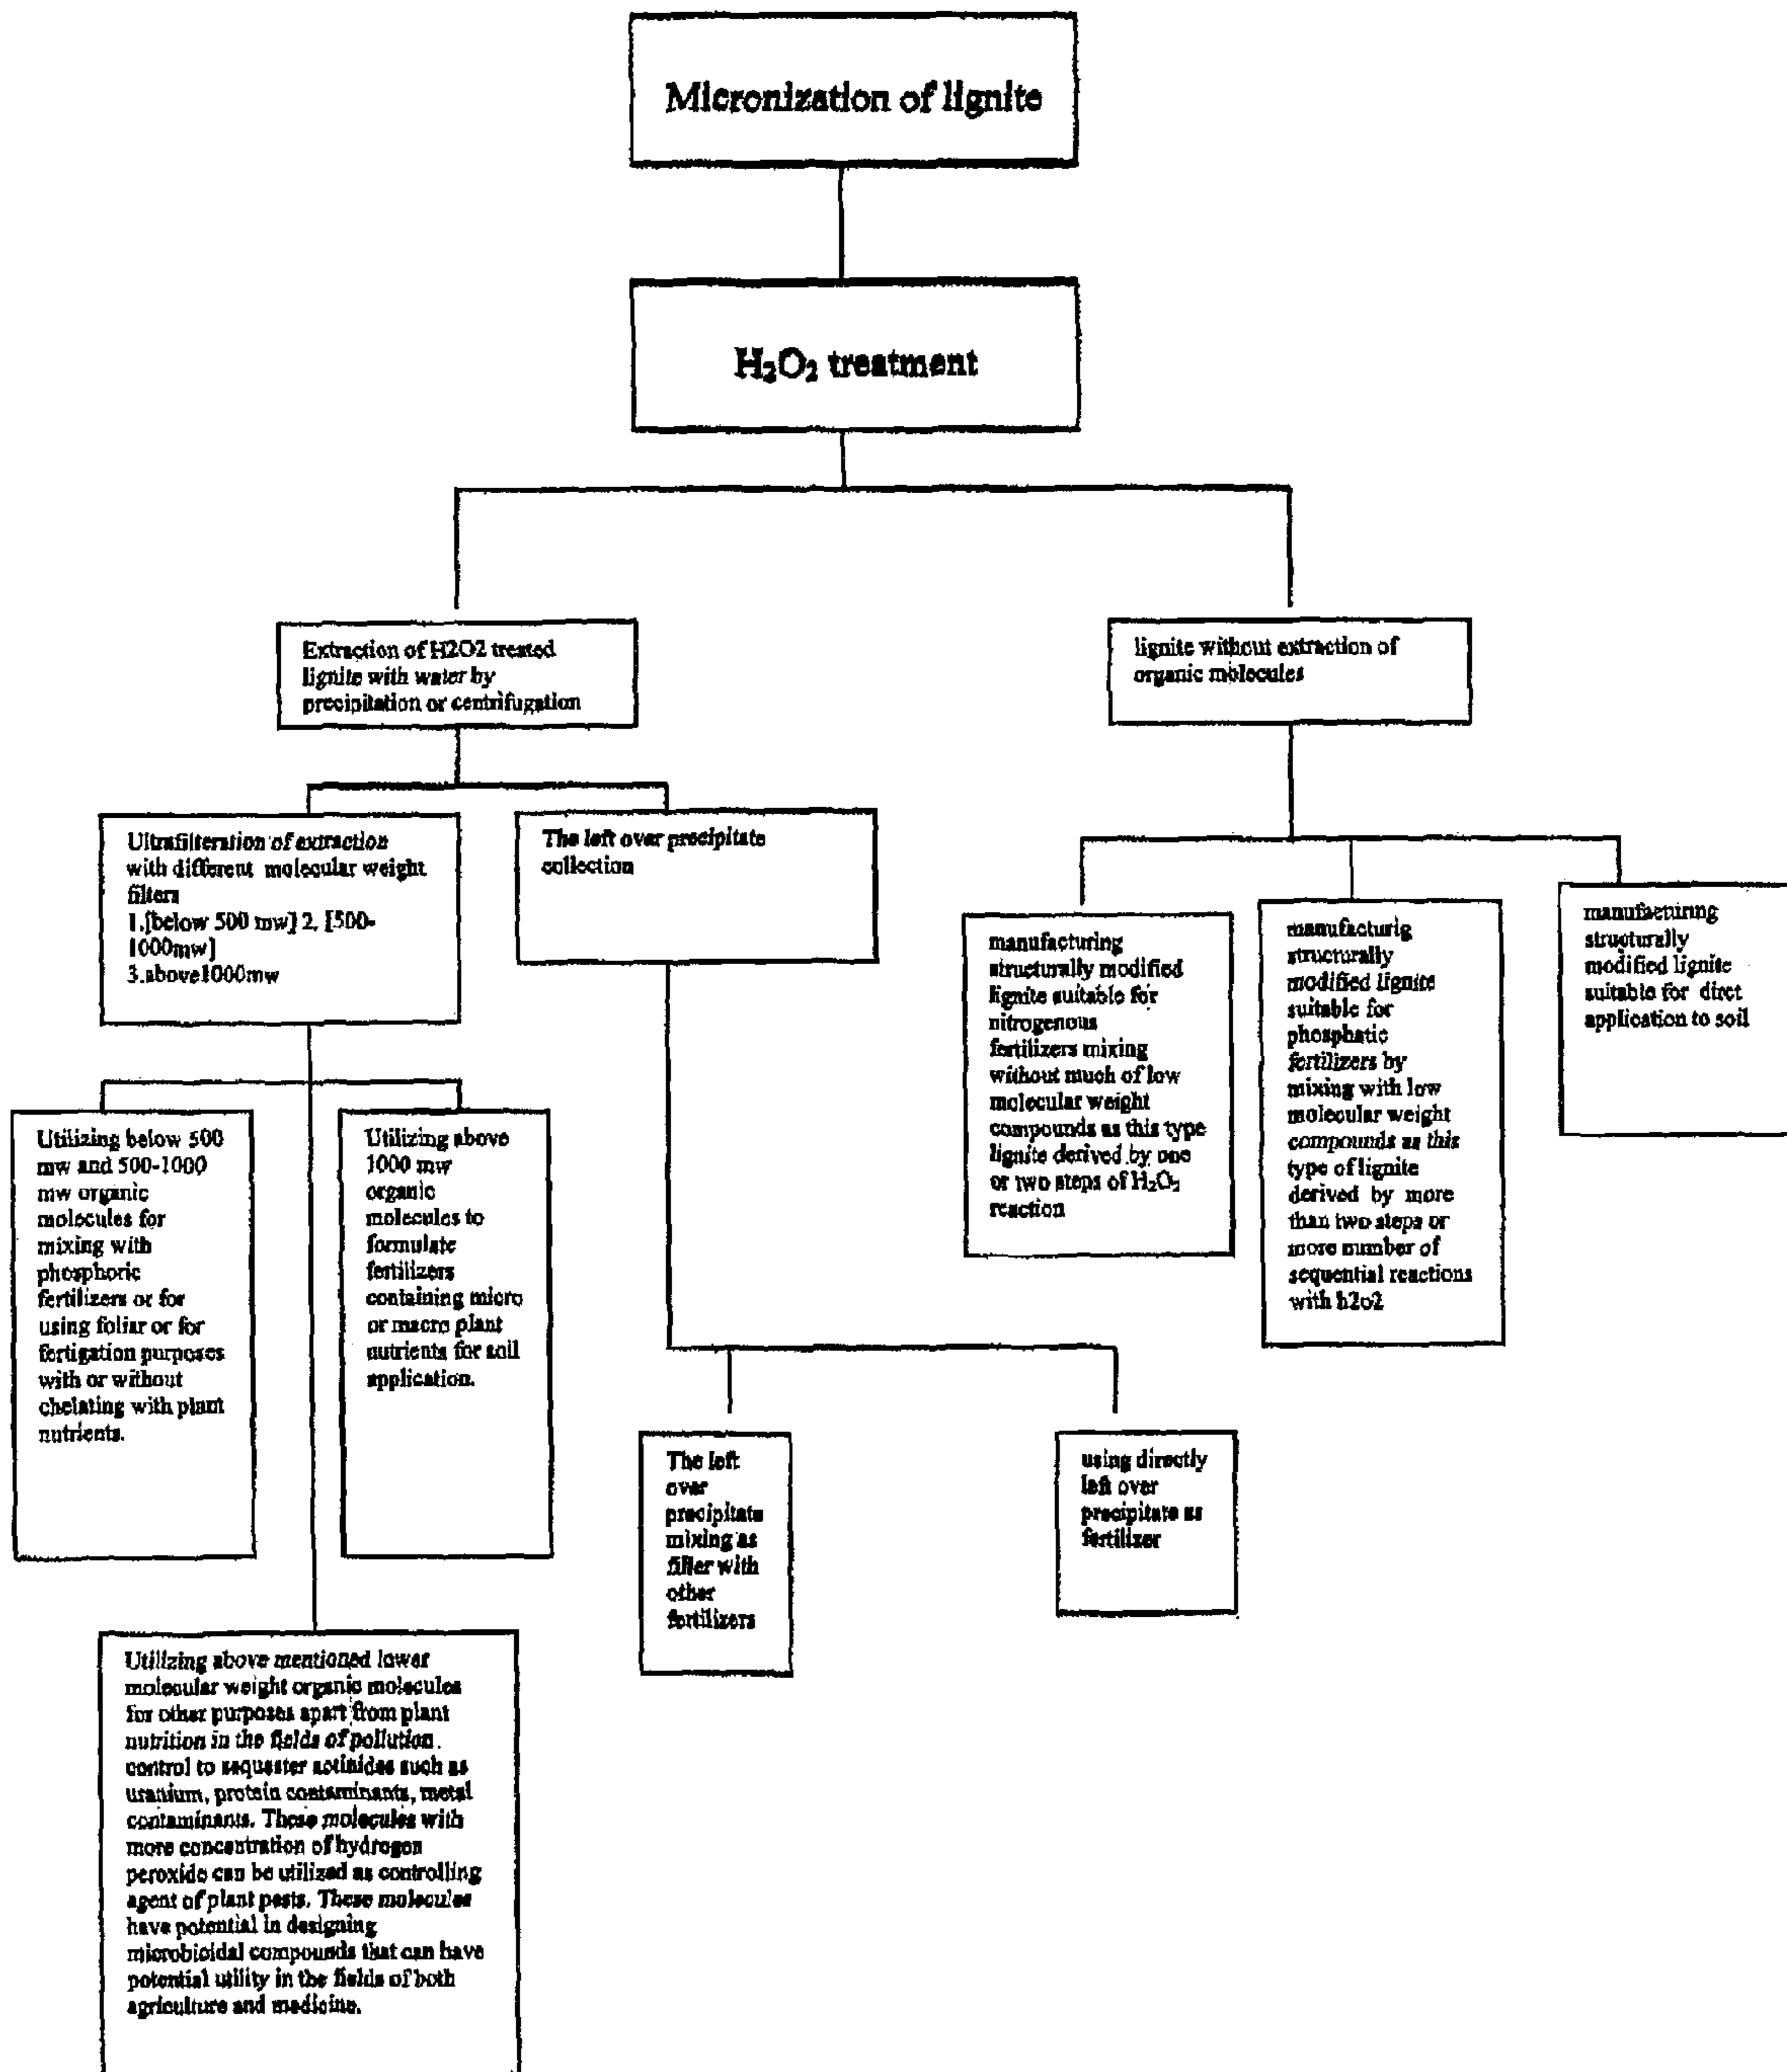 Micronization of lignite
H₂O₂ treatment
Extraction of H2O2 treated
lignite with water by
precipitation or centrifugation
lignite without extraction of
organic molecules
Ultrafilteration of extraction
with different molecular weight
filters
1.[below 500 mw] 2. [500-
1000mw]
3.above1000mw
The left over precipitate
collection
manufacturing
structurally modified
lignite suitable for
nitrogenous
fertilizers mixing
without much of low
molecular weight
compounds as this type
lignite derived by one
or two steps of H₂O₂
reaction
manufacturig
structurally
modified lignite
suitable for
phosphatic
fertilizers by
mixing with low
molecular weight
compounds as this
type of lignite
derived by more
than two steps or
more number of
sequential reactions
with h2o2
manufacturing
structurally
modified lignite
suitable for dirct
application to soil
Utilizing below 500
mw and 500-1000
mw organic
molecules for
mixing with
phosphoric
fertilizers or for
using foliar or for
fertigation purposes
with or without
chelating with plant
nutrients.
Utilizing above
1000 mw
organic
molecules to
formulate
fertilizers
containing micro
or macro plant
nutrients for soil
application.
The left
over
precipitate
mixing as
filler with
other
fertilizers
using directly
left over
precipitate as
fertilizer
Utilizing above mentioned lower
molecular weight organic molecules
for other purposes apart from plant
nutrition in the fields of pollution
control to sequester actinides such as
uranium, protein contaminants, metal
contaminants. These molecules with
more concentration of hydrogen
peroxide can be utilized as controlling
agent of plant pests. These molecules
have potential in designing
microbicidal compounds that can have
potential utility in the fields of both
agriculture and medicine.